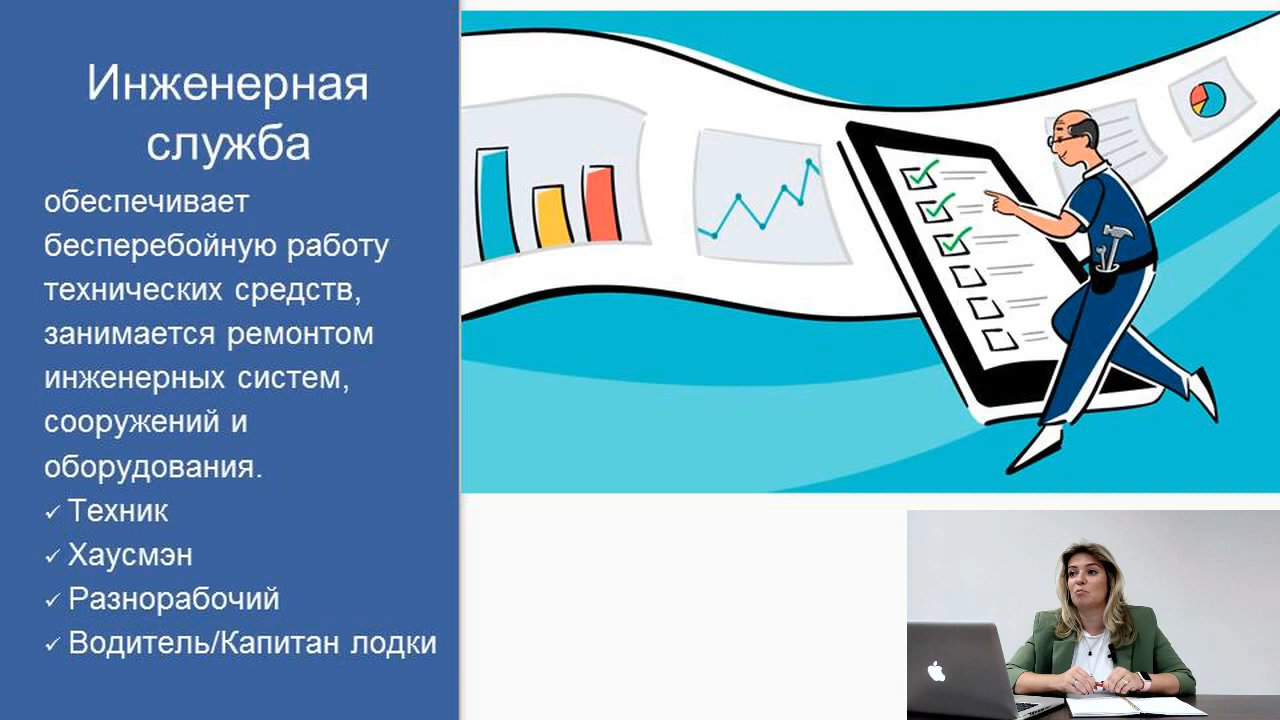 Инженерная
служба
обеспечивает
бесперебойную работу
технических средств,
занимается ремонтом
инженерных систем,
сооружений и
оборудования.
✓ Техник
✓ Хаусмэн
✓ Разнорабочий
✓ Водитель/Капитан лодки